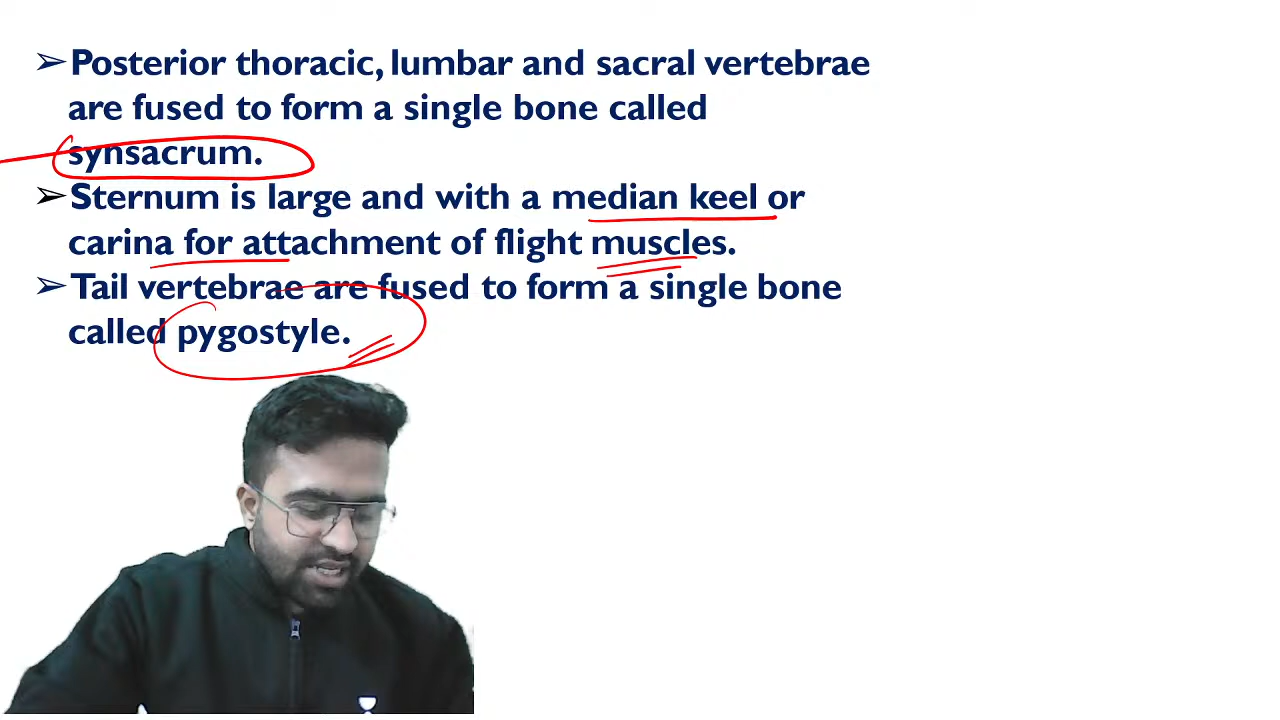 ➢Posterior thoracic, lumbar and sacral vertebrae
are fused to form a single bone called
synsacrum.
➢Sternum is large and with a median keel or
carina for attachment of flight muscles.
➢Tail vertebrae are fused to form a single bone
called pygostyle.